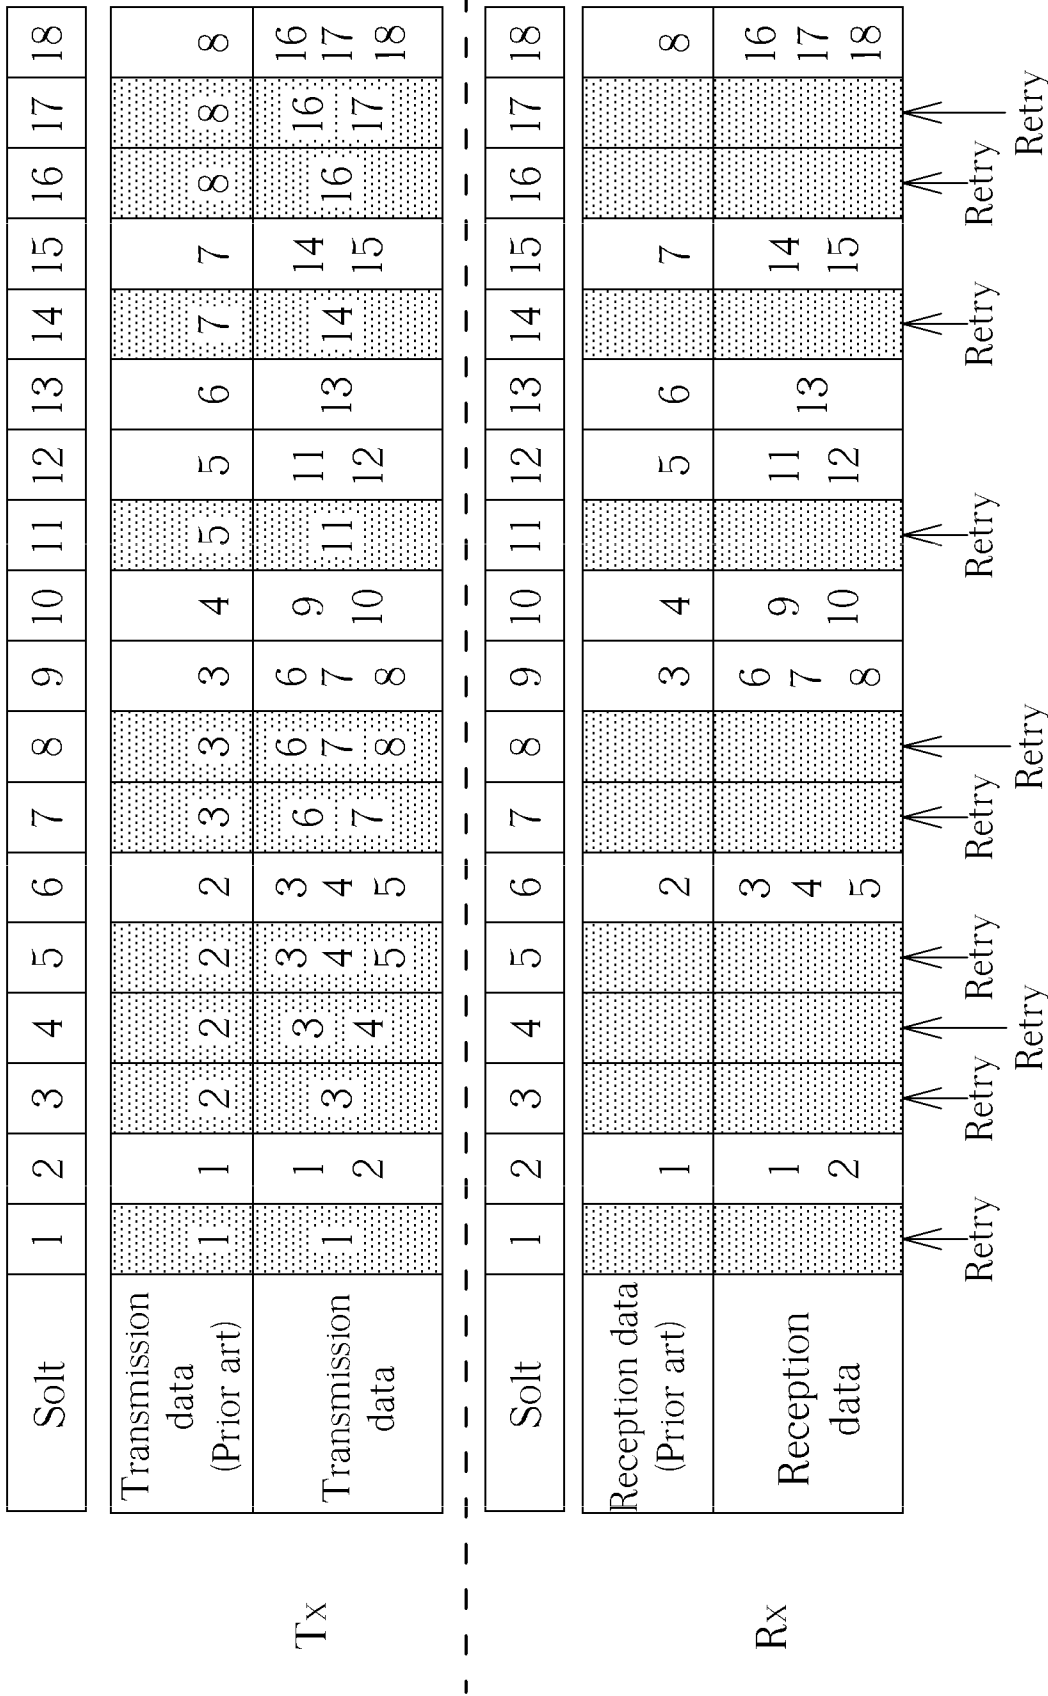 Tx
Solt 1 2 3 4 5 6 7 8 9 10 11 12 13 14 15 16 17 18
Transmission
data
(Prior art)
1 1 2 2 2 2 3 3 3 4 5 5 6 7 7 8 8 8
Transmission
data
1 1 3 3 3 3 6 6 6 9 11 11 13 14 14 16 16 16
2 4 4 4 7 7 7 10 12 15 17 17
5 5 8 8 18
Rx
Solt 1 2 3 4 5 6 7 8 9 10 11 12 13 14 15 16 17 18
Reception data
(Prior art)
1 2 3 4 5 6 7 8
Reception
data
1 3 6 9 11 13 14 16
2 4 7 10 12 15 17
5 8 18
Retry Retry Retry Retry Retry Retry Retry Retry Retry Retry